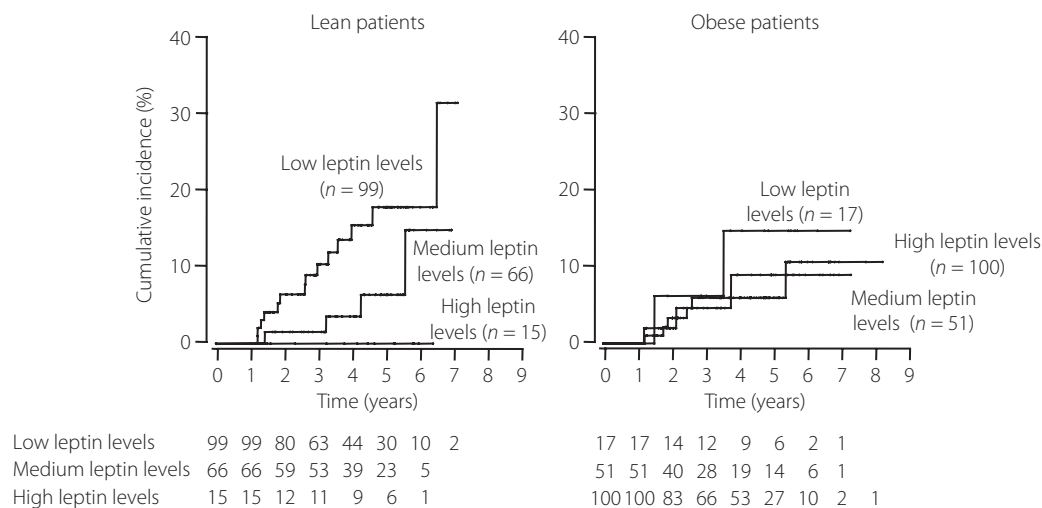 Lean patients
Obese patients
Cumulative incidence (%)
40
30
20
10
0
Low leptin levels
(n = 99)
Medium leptin
levels (n = 66)
High leptin
levels (n = 15)
0 1 2 3 4 5 6 7 8 9
Time (years)
40
30
20
10
0
Low leptin
levels (n = 17)
High leptin levels
(n = 100)
Medium leptin
levels (n = 51)
0 1 2 3 4 5 6 7 8 9
Time (years)
Low leptin levels 99 99 80 63 44 30 10 2 17 17 14 12 9 6 2 1
Medium leptin levels 66 66 59 53 39 23 5 51 51 40 28 19 14 6 1
High leptin levels 15 15 12 11 9 6 1 100 100 83 66 53 27 10 2 1